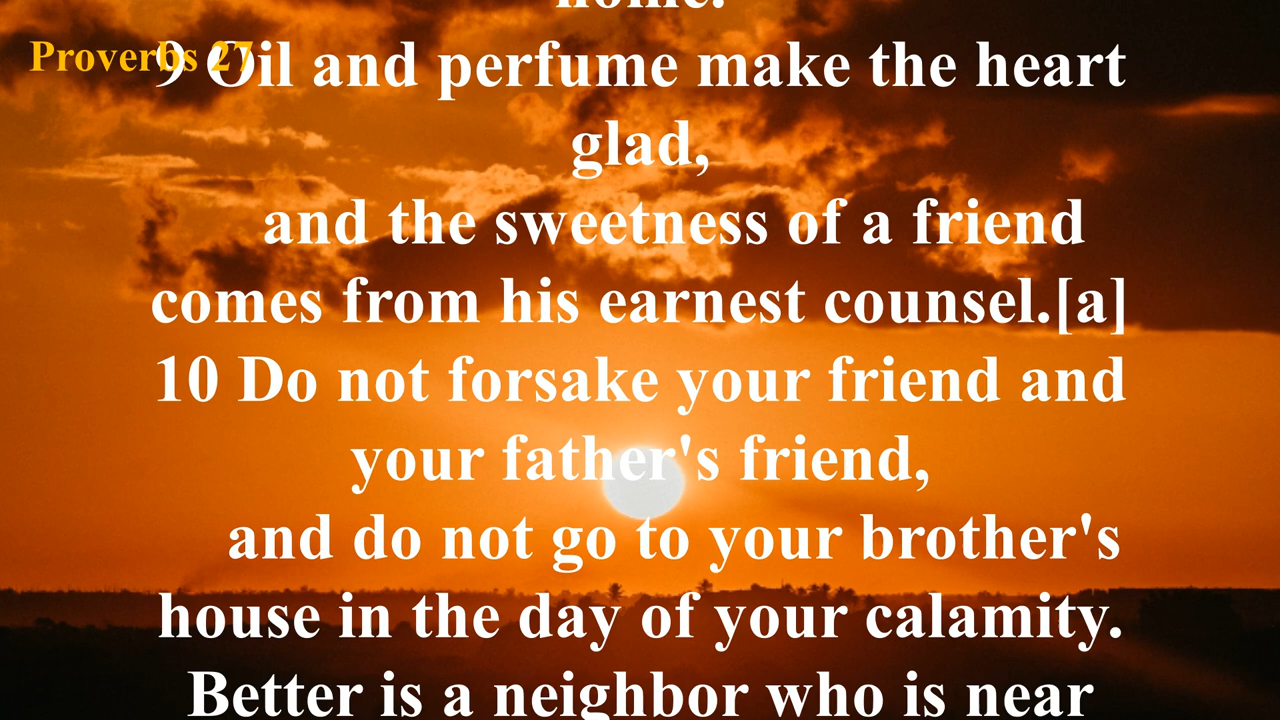 home.
Proverbs 27
9 Oil and perfume make the heart
glad,
and the sweetness of a friend
comes from his earnest counsel.[a]
10 Do not forsake your friend and
your father's friend,
and do not go to your brother's
house in the day of your calamity.
Better is a neighbor who is near